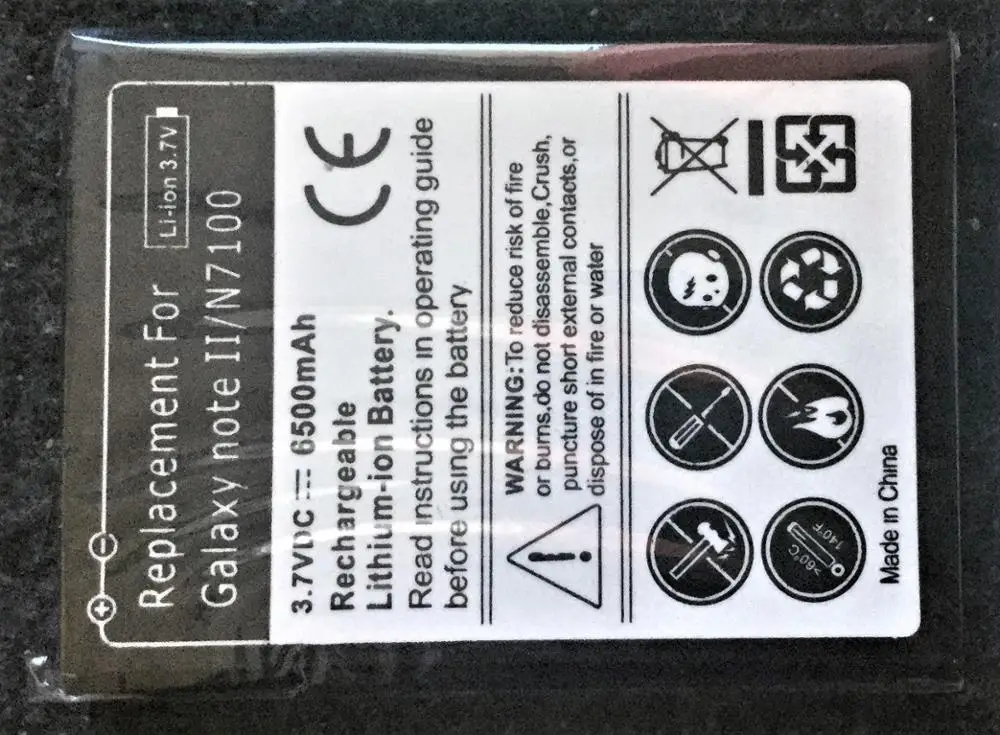 Li-ion 3.7V
Replacement For
Galaxy note II/N7100
3.7VDC⎓ 6500mAh
CE
Rechargeable
Lithium-ion Battery.
Read instructions in operating guide
before using the battery
WARNING:To reduce risk of fire
or burns,do not disassemble,Crush,
puncture short external contacts,or
dispose of in fire or water
>60°C
140°F
Made in China